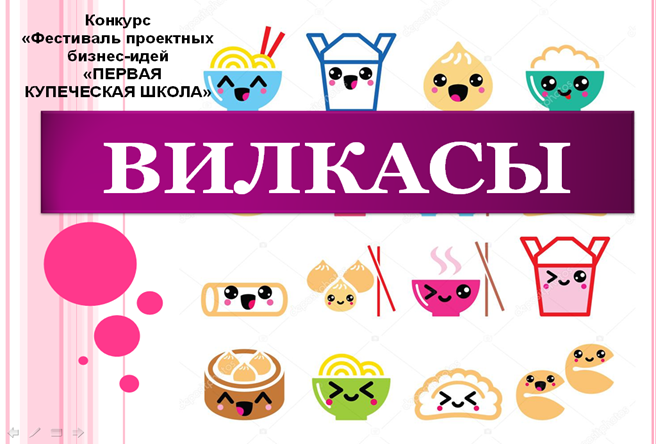 Конкурс
«Фестиваль проектных
бизнес-идей
«ПЕРВАЯ
КУПЕЧЕСКАЯ ШКОЛА»
ВИЛКАСЫ